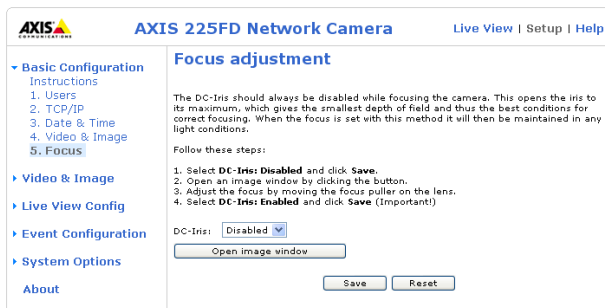 AXIS
COMMUNICATIONS
AXIS 225FD Network Camera
Live View | Setup | Help
Basic Configuration
Instructions
1. Users
2. TCP/IP
3. Date & Time
4. Video & Image
5. Focus
Video & Image
Live View Config
Event Configuration
System Options
About
Focus adjustment
The DC-Iris should always be disabled while focusing the camera. This opens the iris to
its maximum, which gives the smallest depth of field and thus the best conditions for
correct focusing. When the focus is set with this method it will then be maintained in any
light conditions.
Follow these steps:
1. Select DC-Iris: Disabled and click Save.
2. Open an image window by clicking the button.
3. Adjust the focus by moving the focus puller on the lens.
4. Select DC-Iris: Enabled and click Save (Important!)
DC-Iris: Disabled
Open image window
Save Reset